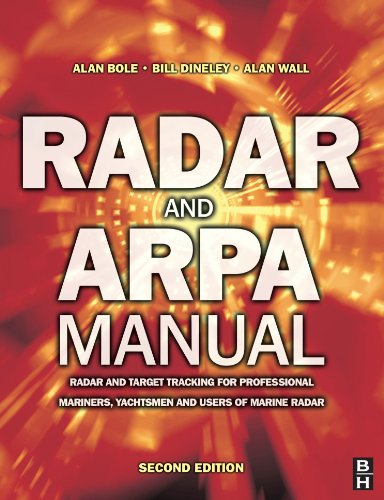 ALAN BOLE • BILL DINELEY • ALAN WALL
RADAR
AND
ARPA
MANUAL
RADAR AND TARGET TRACKING FOR PROFESSIONAL
MARINERS, YACHTSMEN AND USERS OF MARINE RADAR
SECOND EDITION
B
H